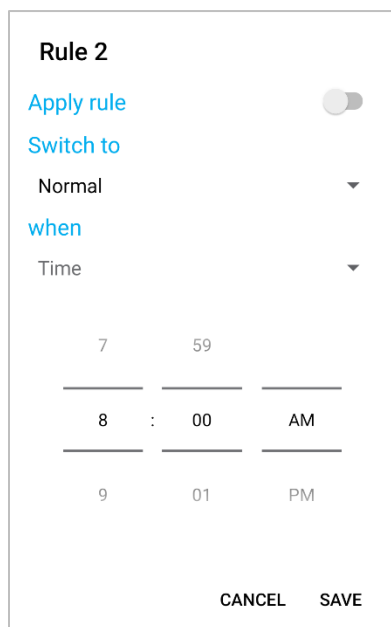 Rule 2
Apply rule
Switch to
Normal
when
Time
7 59
8 : 00 AM
9 01 PM
CANCEL SAVE